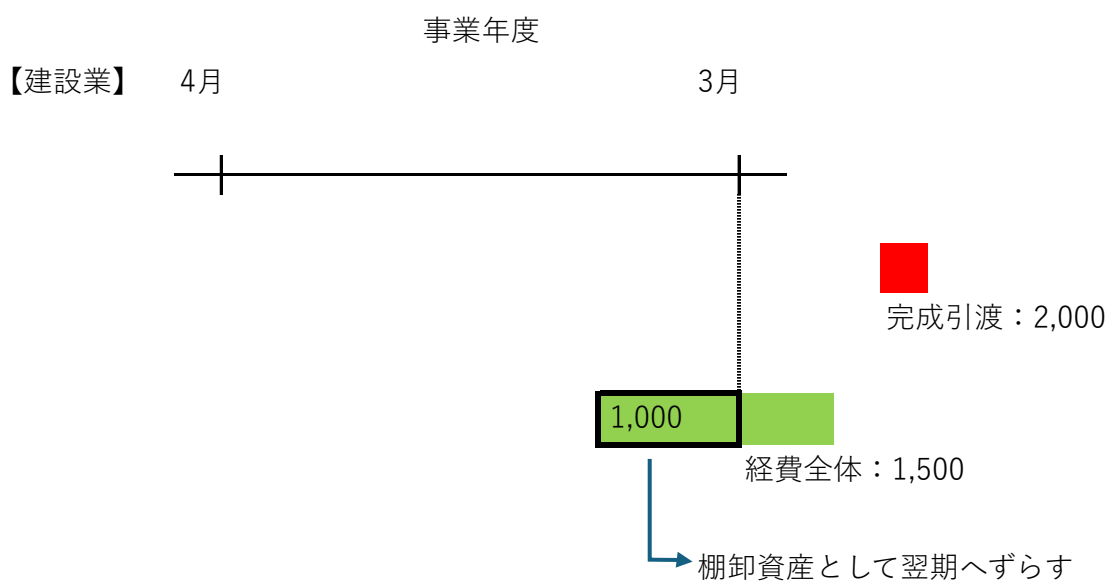 事業年度
【建設業】 4月 3月
完成引渡：2,000
1,000
経費全体：1,500
棚卸資産として翌期へずらす